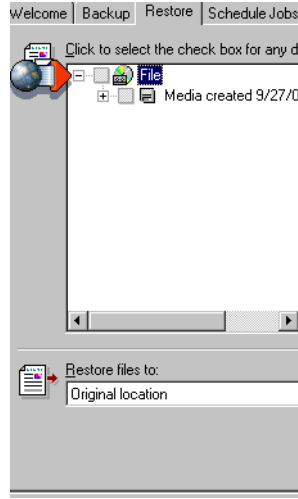 Welcome Backup Restore Schedule Jobs
Click to select the check box for any d
File
Media created 9/27/0
Restore files to:
Original location